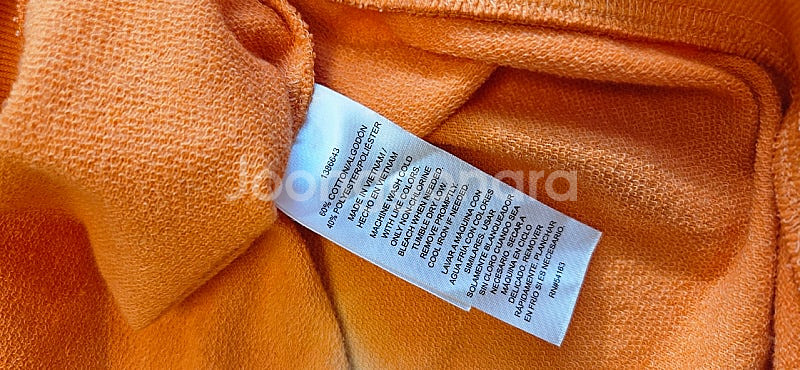 1386643
60% COTTON/ALGODÓN
40% POLYESTER/POLIÉSTER
MADE IN VIETNAM /
HECHO EN VIETNAM
MACHINE WASH COLD
WITH LIKE COLORS.
ONLY NON-CHLORINE
BLEACH WHEN NEEDED.
TUMBLE DRY LOW.
REMOVE PROMPTLY.
COOL IRON IF NEEDED.
LAVAR A MAQUINA CON
AGUA FRÍA CON COLORES
SIMILARES. USAR
SOLAMENTE BLANQUEADOR
SIN CLORO CUANDO SEA
NECESARIO. SECAR A
MÁQUINA EN CICLO
DELICADO. REMOVER
RÁPIDAMENTE. PLANCHAR
EN FRÍO SI ES NECESARIO.
RN#54163